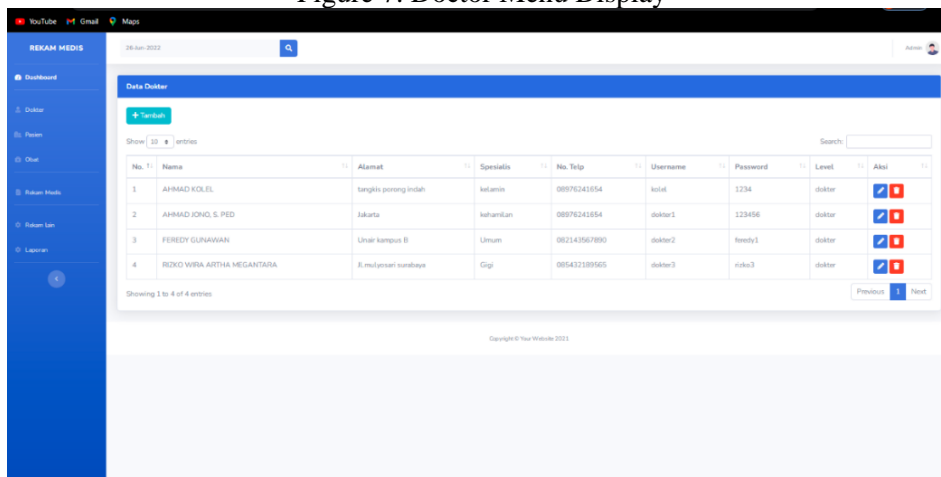 Figure 7. Doctor Menu Display
YouTube Gmail Maps
REKAM MEDIS
28-Jun-2022
Admin
Dashboard
Data Dokter
Dokter
+ Tambah
Pasien
Show 10 entries
Search:
Obat
No. Nama Alamat Spesialis No. Telp Username Password Level Aksi
1 AHMAD KOLEL tangkis porong indah kelamin 08976241654 kolel 1234 dokter
Rekam Medis
2 AHMAD JONO, S. PED Jakarta kehamilan 08976241654 dokter1 123456 dokter
Rekam lain
3 FEREDY GUNAWAN Unair kampus B Umum 082143567890 dokter2 feredy1 dokter
Laporan
4 RIZKO WIRA ARTHA MEGANTARA Jl. mulyosari surabaya Gigi 085432189565 dokter3 rizko3 dokter
Showing 1 to 4 of 4 entries
Previous 1 Next
Copyright © Your Website 2021